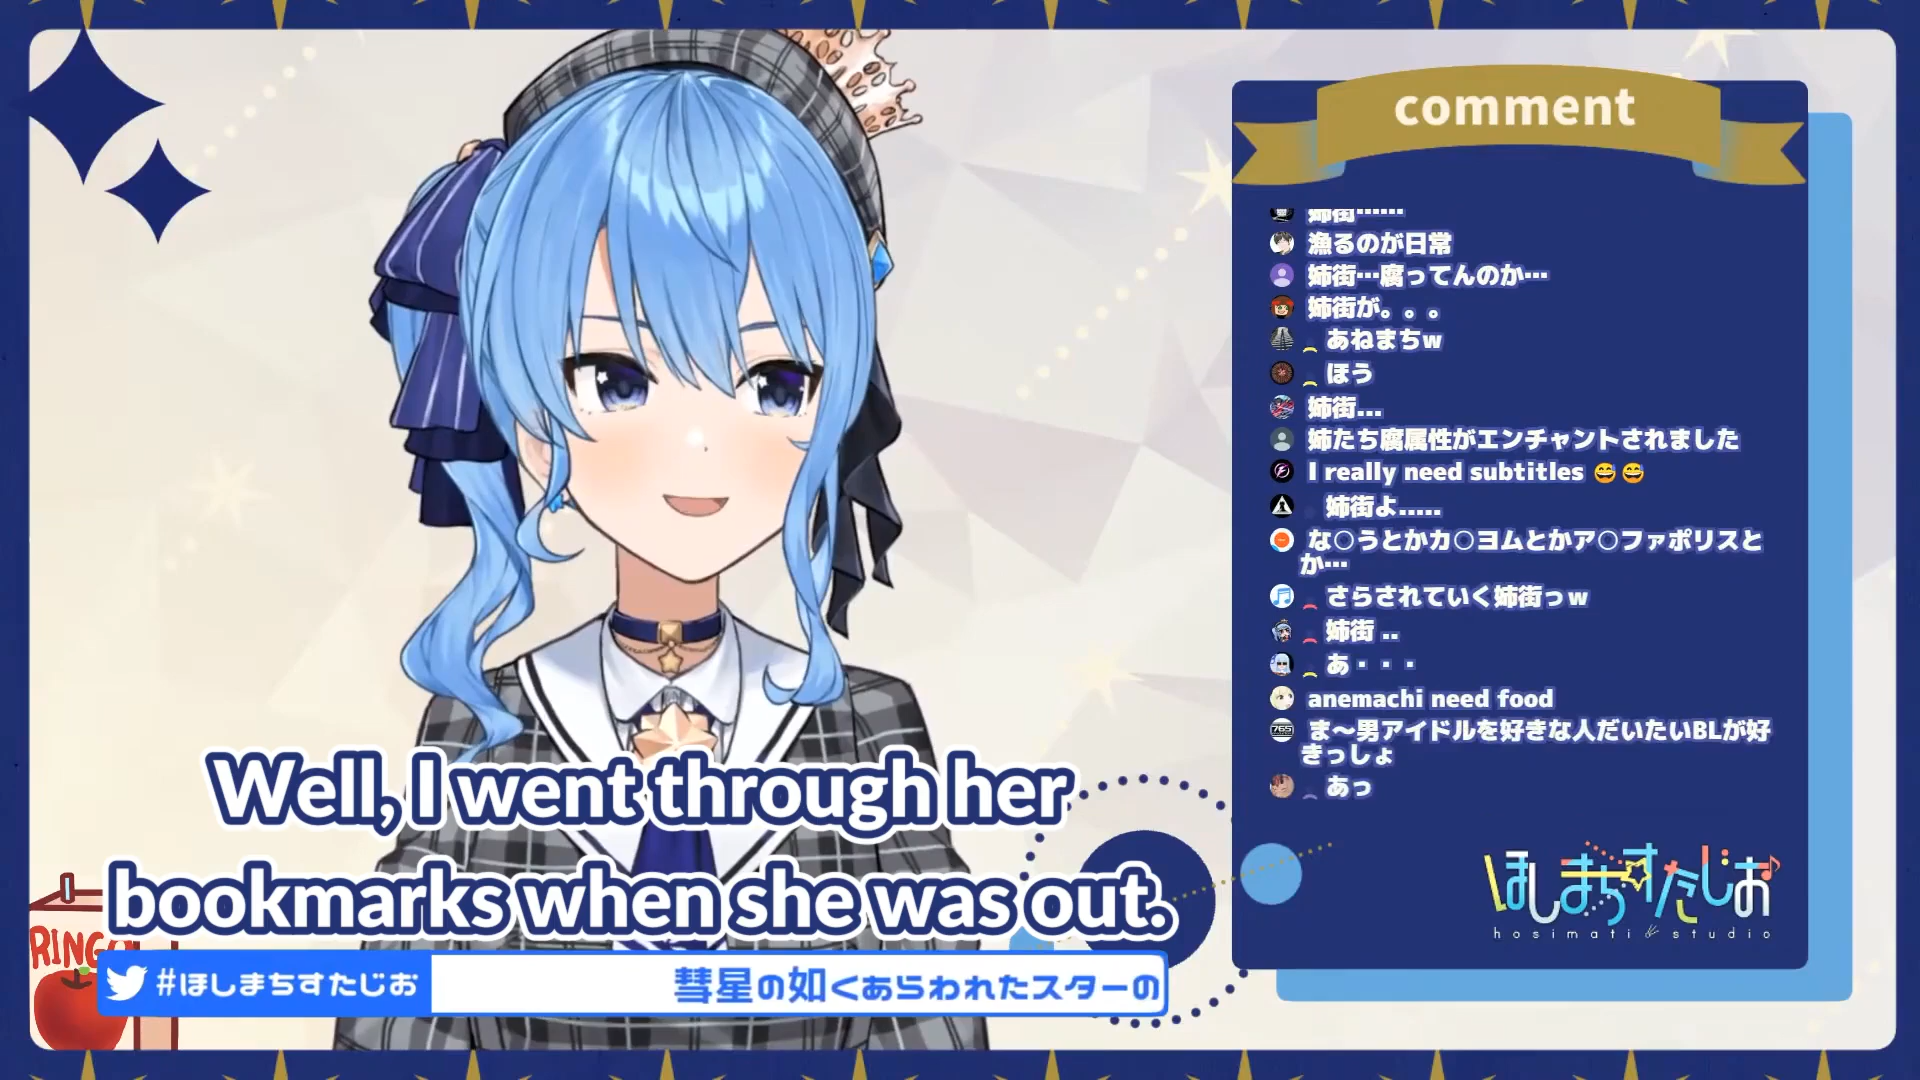 comment
姉街……
漁るのが日常
姉街…腐ってんのか…
姉街が。。。
あねまちw
ほう
姉街...
姉たち腐属性がエンチャントされました
I really need subtitles 😅😅
姉街よ.....
な○うとかカ○ヨムとかア○ファポリスと
か…
さらされていく姉街っｗ
姉街 ..
あ・・・
anemachi need food
ま～男アイドルを好きな人だいたいBLが好
きっしょ
あっ
ほしまちすたじお
hosimati studio
Well, I went through her
bookmarks when she was out.
RINGO
#ほしまちすたじお
彗星の如くあらわれたスターの